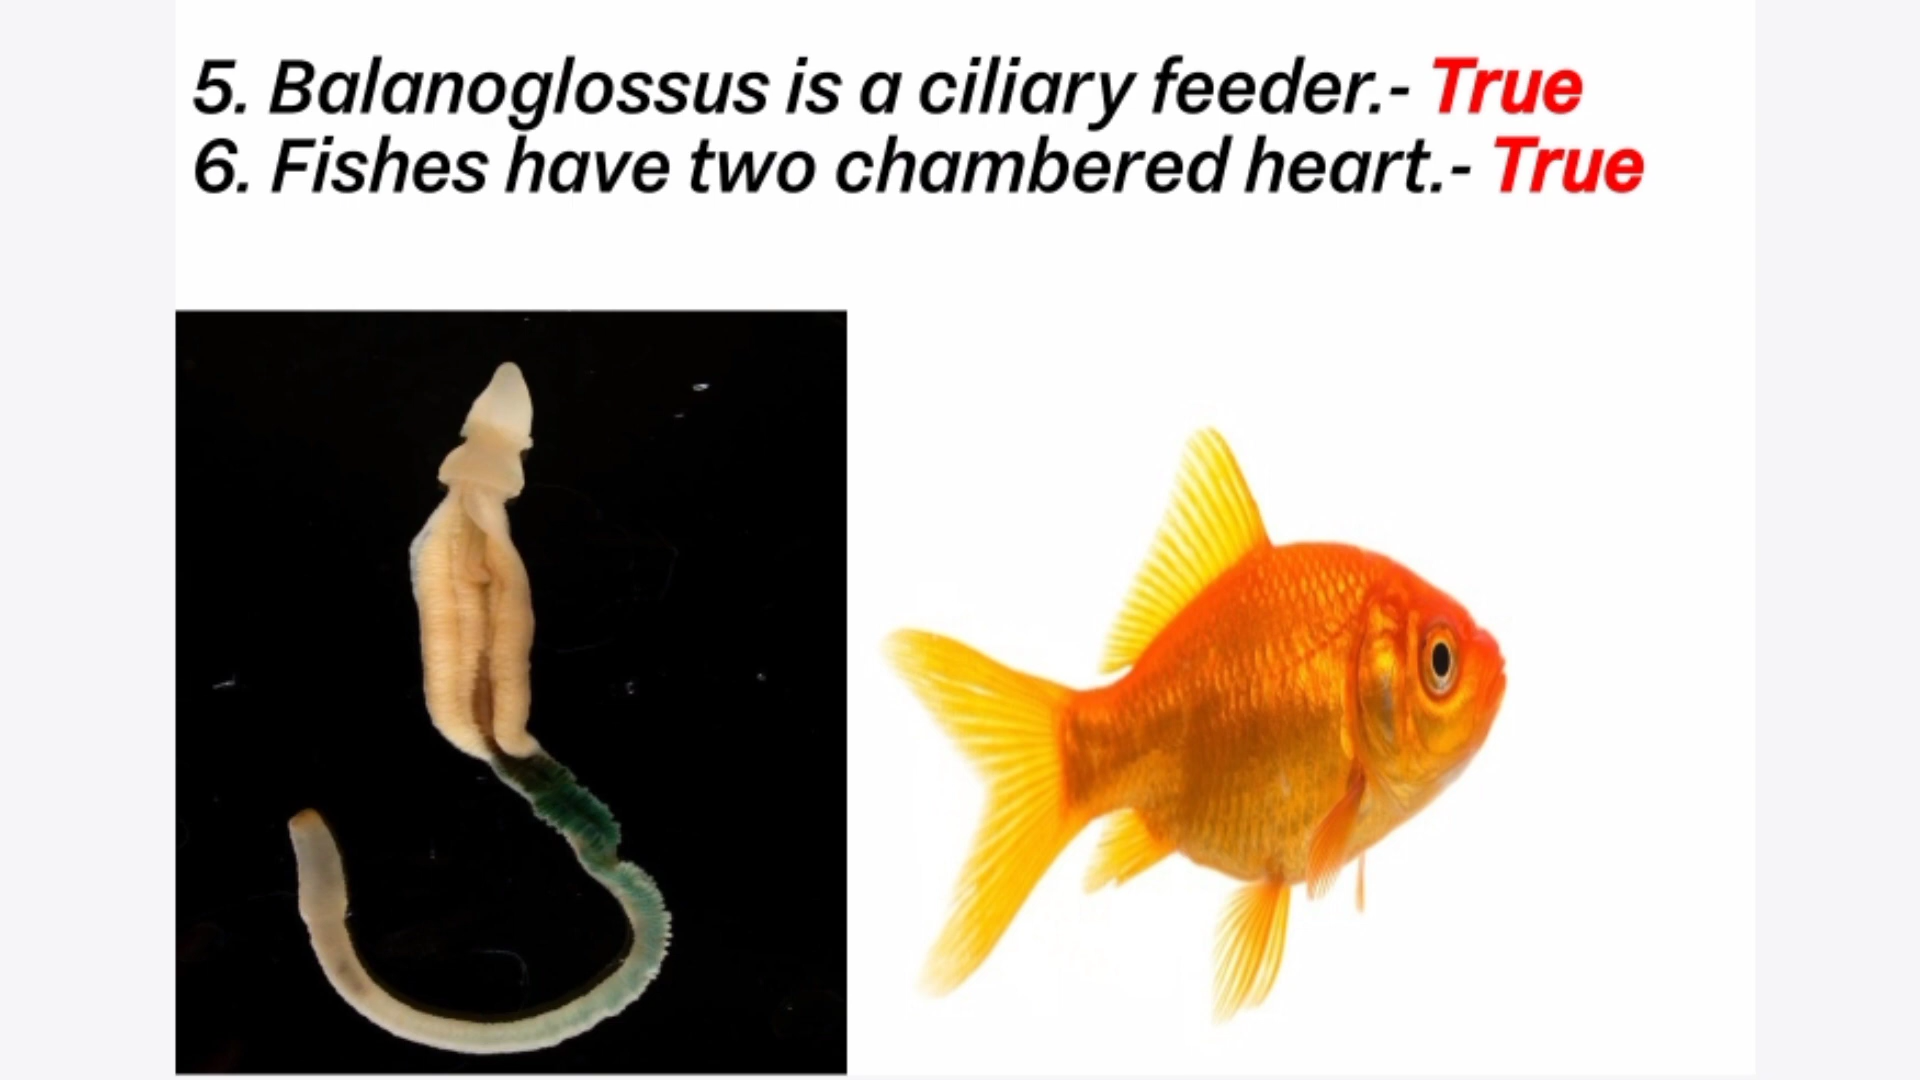 5. Balanoglossus is a ciliary feeder.- True
6. Fishes have two chambered heart.- True